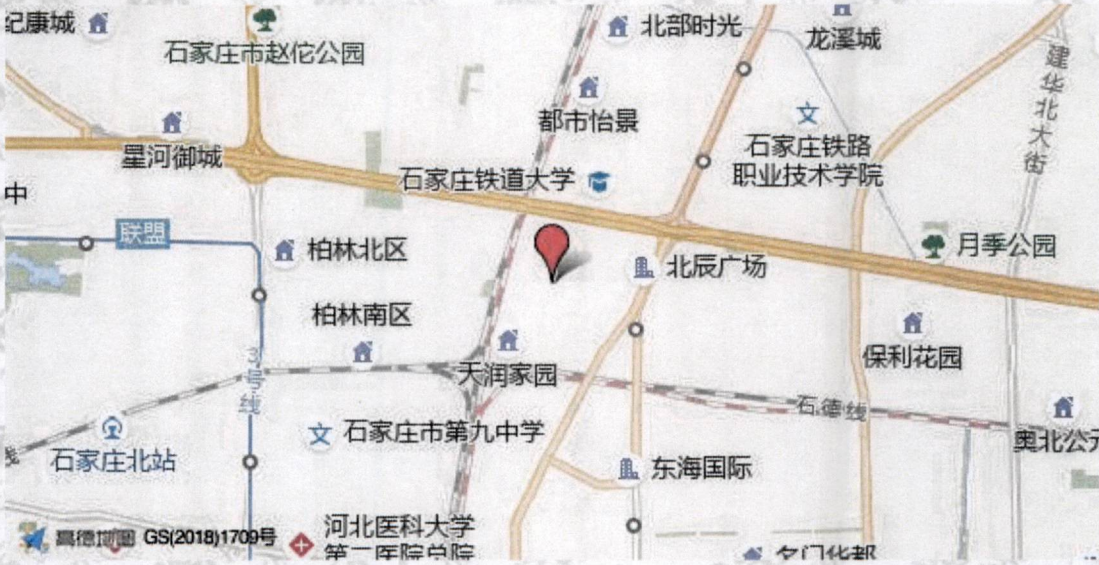 纪康城
北部时光
龙溪城
石家庄市赵佗公园
建华北大街
都市怡景
石家庄铁路
职业技术学院
星河御城
石家庄铁道大学
中
联盟
柏林北区
月季公园
北辰广场
柏林南区
保利花园
天润家园
3号线
石德线
石家庄市第九中学
奥北公元
石家庄北站
线
东海国际
高德地图 GS(2018)1709号
河北医科大学
第二医院总院
名门华都